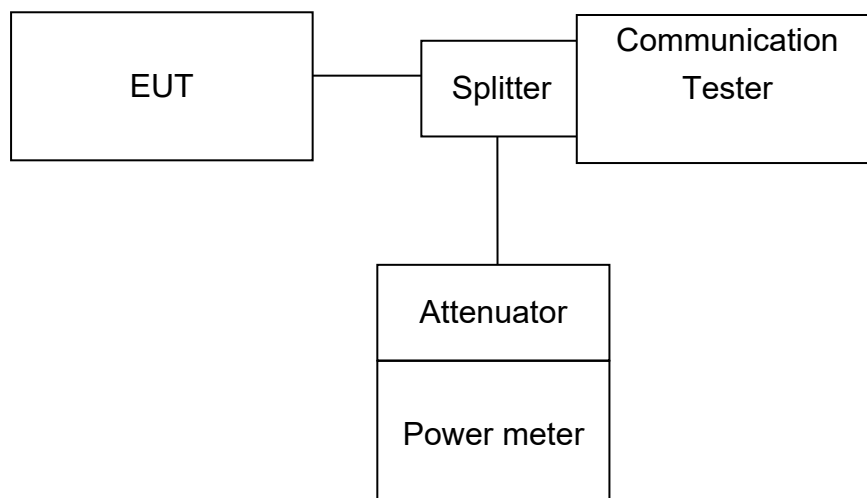 EUT
Splitter
Communication
Tester
Attenuator
Power meter